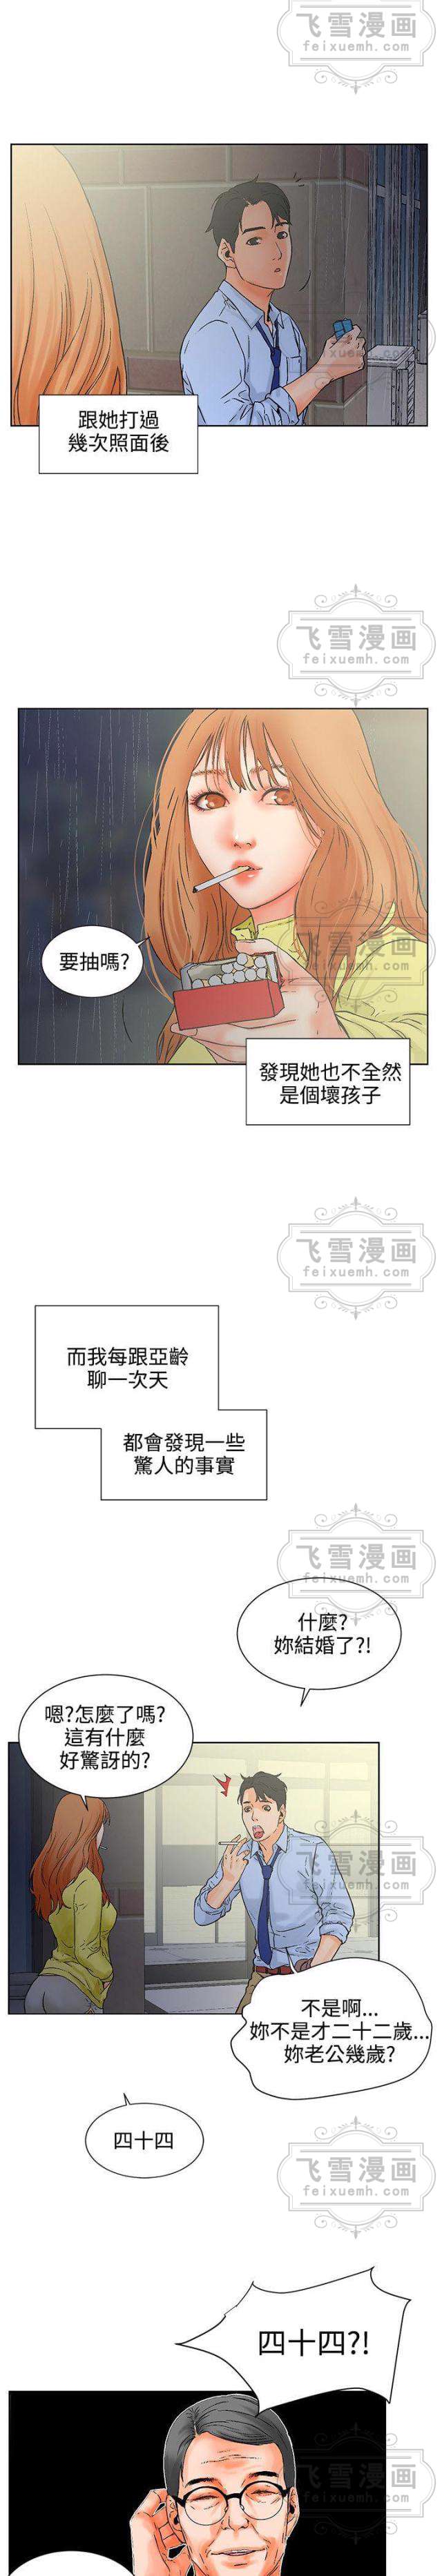 飞雪漫画
feixuemh.com
跟她打過
幾次照面後
飞雪漫画
feixuemh.com
要抽嗎?
發現她也不全然
是個壞孩子
飞雪漫画
feixuemh.com
而我每跟亞齡
聊一次天
都會發現一些
驚人的事實
飞雪漫画
feixuemh.com
什麼?
妳結婚了?!
嗯?怎麼了嗎?
這有什麼
好驚訝的?
飞雪漫画
feixuemh.com
不是啊...
妳不是才二十二歲...
妳老公幾歲?
四十四
飞雪漫画
feixuemh.com
四十四?!
飞雪漫画
feixuemh.com